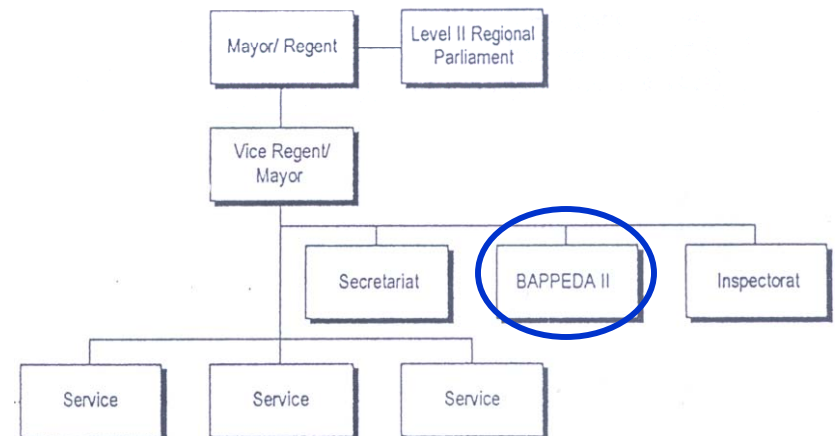 Mayor/ Regent
Level II Regional
Parliament
Vice Regent/
Mayor
Secretariat
BAPPEDA II
Inspectorat
Service
Service
Service